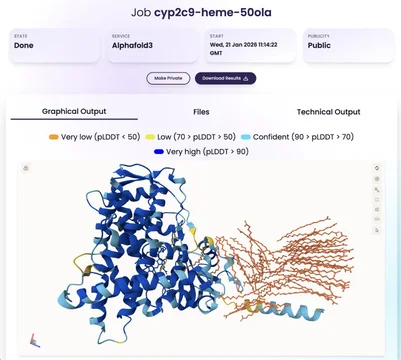 Job cyp2c9-heme-50ola
STATE
Done
SERVICE
Alphafold3
START
Wed, 21 Jan 2026 11:14:22
GMT
PUBLICITY
Public
Make Private
Download Results
Graphical Output
Files
Technical Output
Very low (pLDDT < 50)
Low (70 > pLDDT > 50)
Confident (90 > pLDDT > 70)
Very high (pLDDT > 90)